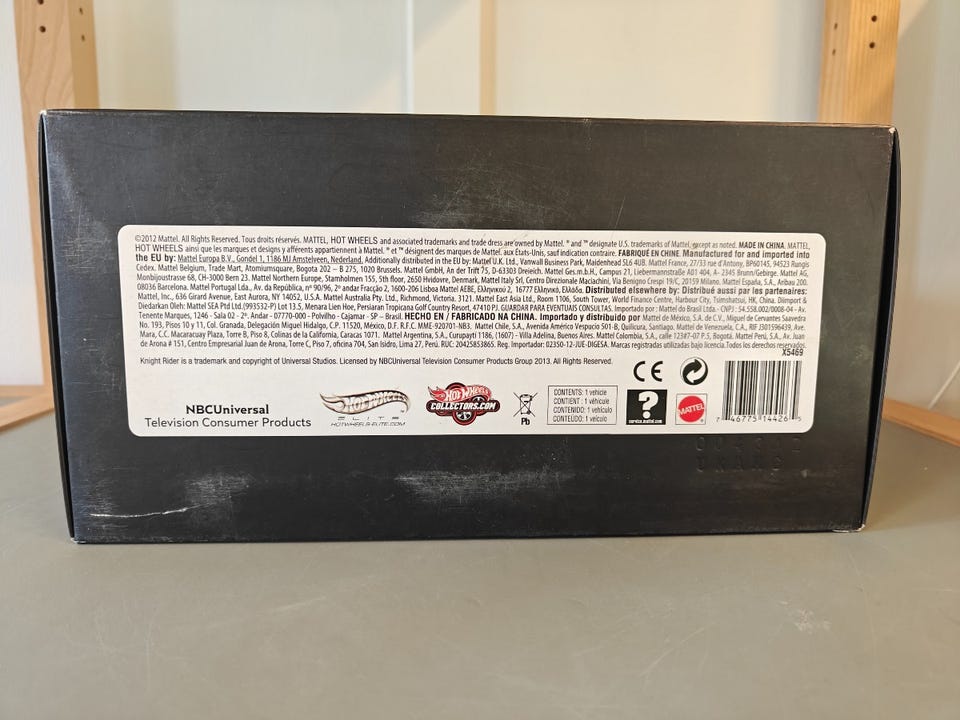 ©2012 Mattel. All Rights Reserved. Tous droits réservés. MATTEL, HOT WHEELS and associated trademarks and trade dress are owned by Mattel. ® and ™ designate U.S. trademarks of Mattel, except as noted. MADE IN CHINA. MATTEL,
HOT WHEELS ainsi que les marques et designs y afférents appartiennent à Mattel. ® et ™ désignent des marques de Mattel aux États-Unis, sauf indication contraire. FABRIQUÉ EN CHINE. Manufactured for and imported into
the EU by: Mattel Europa B.V., Gondel 1, 1186 MJ Amstelveen, Nederland. Additionally distributed in the EU by: Mattel U.K. Ltd., Vanwall Business Park, Maidenhead SL6 4UB. Mattel France, 27/33 rue d'Antony, BP60145, 94523 Rungis
Cedex. Mattel Belgium, Trade Mart, Atomiumsquare, Bogota 202 – B 275, 1020 Brussels. Mattel GmbH, An der Trift 75, D-63303 Dreieich. Mattel Ges.m.b.H., Campus 21, Liebermannstraße A01 404, A- 2345 Brunn/Gebirge. Mattel AG,
Monbijoustrasse 68, CH-3000 Bern 23. Mattel Northern Europe, Stamholmen 155, 5th floor, 2650 Hvidovre, Denmark, Mattel Italy Srl, Centro Direzionale Maciachini, Via Benigno Crespi 19/C, 20159 Milano. Mattel España, S.A., Aribau 200.
08036 Barcelona. Mattel Portugal Lda., Av. da República, nº 90/96, 2º andar Fracção 2, 1600-206 Lisboa Mattel AEBE, Ελληνικού 2, 16777 Ελληνικό, Ελλάδα. Distributed elsewhere by: Distribué aussi par les partenaires:
Mattel, Inc., 636 Girard Avenue, East Aurora, NY 14052, U.S.A. Mattel Australia Pty. Ltd., Richmond, Victoria. 3121. Mattel East Asia Ltd., Room 1106, South Tower, World Finance Centre, Harbour City, Tsimshatsui, HK, China. Diimport &
Diedarkan Oleh: Mattel SEA Ptd Ltd.(993532-P) Lot 13.5, Menara Lien Hoe, Persiaran Tropicana Golf Country Resort, 47410 PJ. GUARDAR PARA EVENTUAIS CONSULTAS. Importado por : Mattel do Brasil Ltda.- CNPJ : 54.558.002/0008-04 - Av.
Tenente Marques, 1246 - Sala 02 - 2º Andar - 07770-000 - Polvilho - Cajamar - SP – Brasil. HECHO EN / FABRICADO NA CHINA. Importado y distribuido por Mattel de México, S.A. de C.V., Miguel de Cervantes Saavedra
No. 193, Pisos 10 y 11, Col. Granada, Delegación Miguel Hidalgo, C.P. 11520, México, D.F. R.F.C. MME-920701-NB3. Mattel Chile, S.A., Avenida Américo Vespucio 501-B, Quilicura, Santiago. Mattel de Venezuela, C.A., RIF J301596439, Ave.
Mara, C.C. Macaracuay Plaza, Torre B, Piso 8, Colinas de la California, Caracas 1071. Mattel Argentina, S.A., Curupaytí 1186, (1607) - Villa Adelina, Buenos Aires. Mattel Colombia, S.A., calle 123#7-07 P.5, Bogotá. Mattel Perú, S.A., Av. Juan
de Arona # 151, Centro Empresarial Juan de Arona, Torre C, Piso 7, oficina 704, San Isidro, Lima 27, Perú. RUC: 20425853865. Reg. Importador: 02350-12-JUE-DIGESA. Marcas registradas utilizadas bajo licencia. Todos los derechos reservados.
X5469
Knight Rider is a trademark and copyright of Universal Studios. Licensed by NBCUniversal Television Consumer Products Group 2013. All Rights Reserved.
CE
NBCUniversal
Television Consumer Products
HOT WHEELS
ELITE
HOTWHEELS-ELITE.COM
HOT WHEELS
COLLECTORS.COM
Pb
CONTENTS: 1 vehicle
CONTIENT : 1 véhicule
CONTENIDO: 1 vehículo
CONTEÚDO: 1 veículo
?
service.mattel.com
MATTEL
7 46775 14426 5